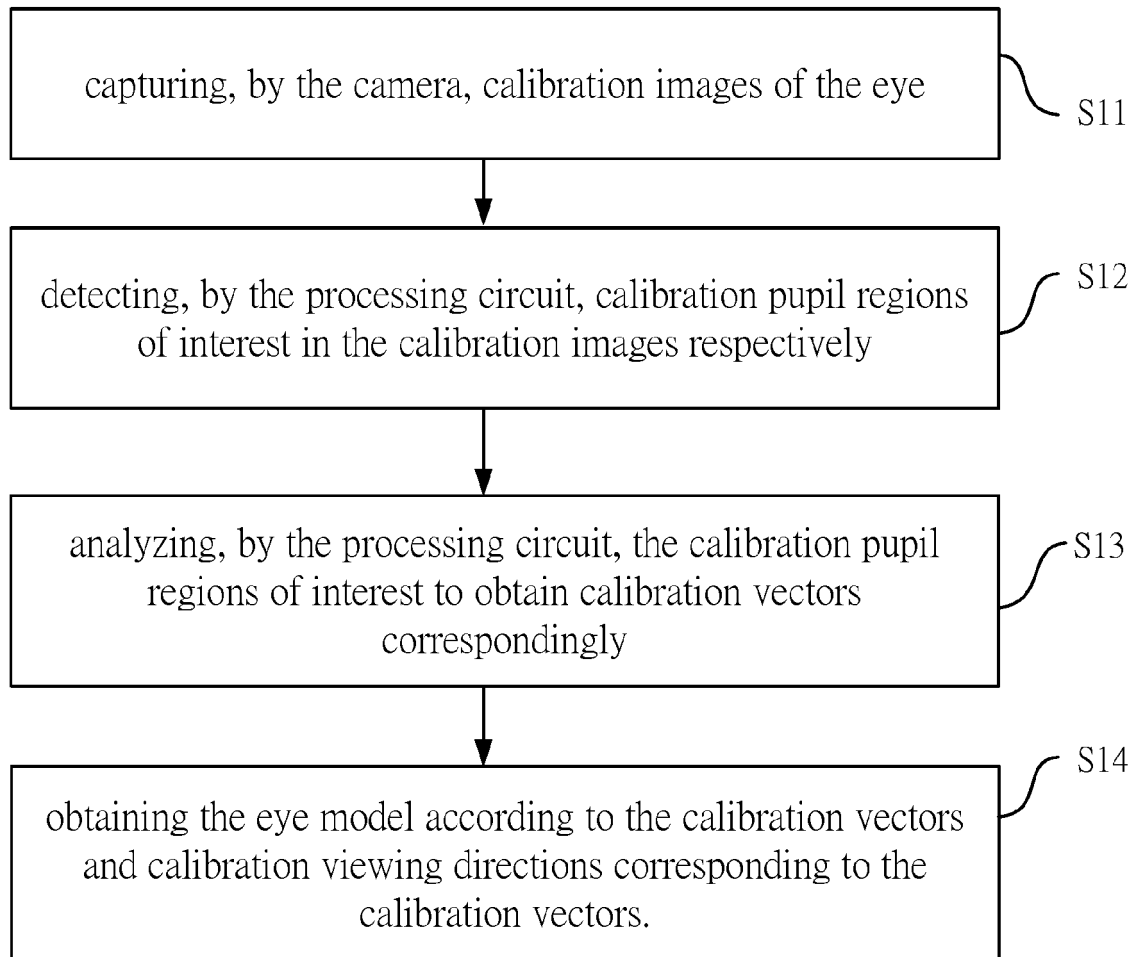 capturing, by the camera, calibration images of the eye
S11
detecting, by the processing circuit, calibration pupil regions
of interest in the calibration images respectively
S12
analyzing, by the processing circuit, the calibration pupil
regions of interest to obtain calibration vectors
correspondingly
S13
obtaining the eye model according to the calibration vectors
and calibration viewing directions corresponding to the
calibration vectors.
S14